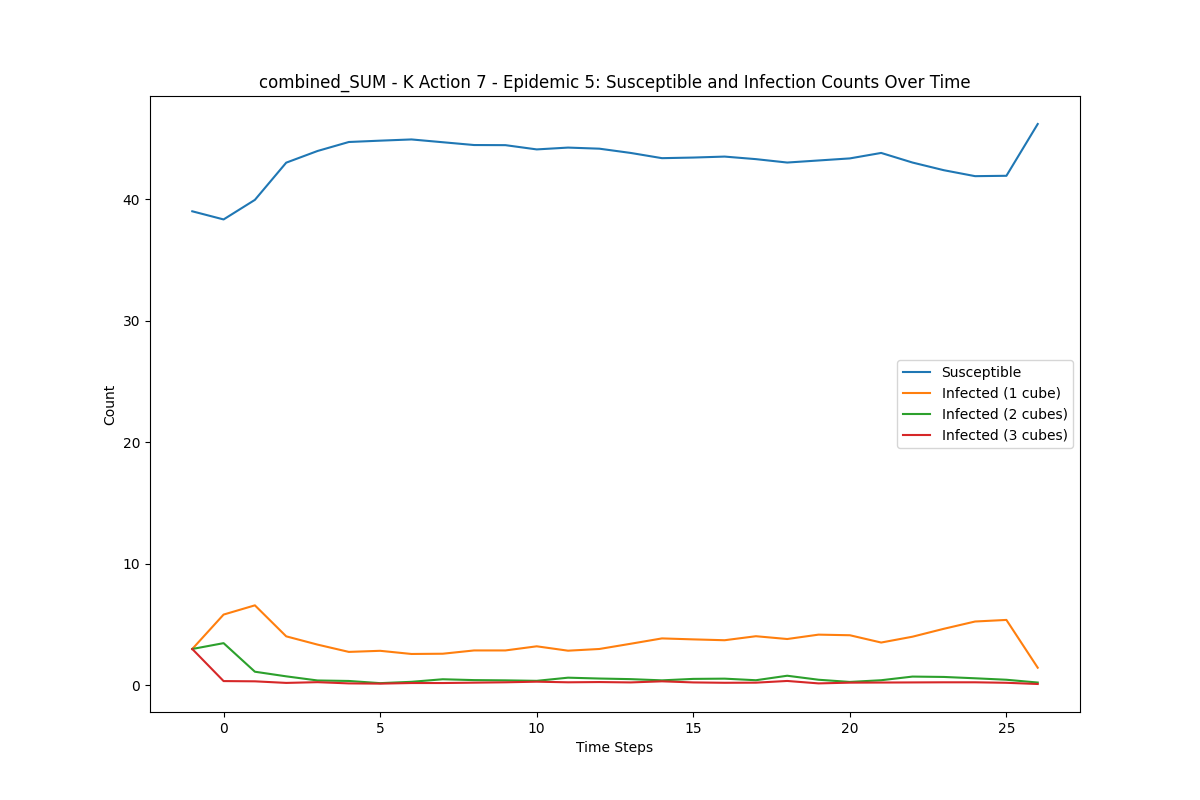 combined_SUM - K Action 7 - Epidemic 5: Susceptible and Infection Counts Over Time
40
30
20
10
0
Count
Susceptible
Infected (1 cube)
Infected (2 cubes)
Infected (3 cubes)
0 5 10 15 20 25
Time Steps